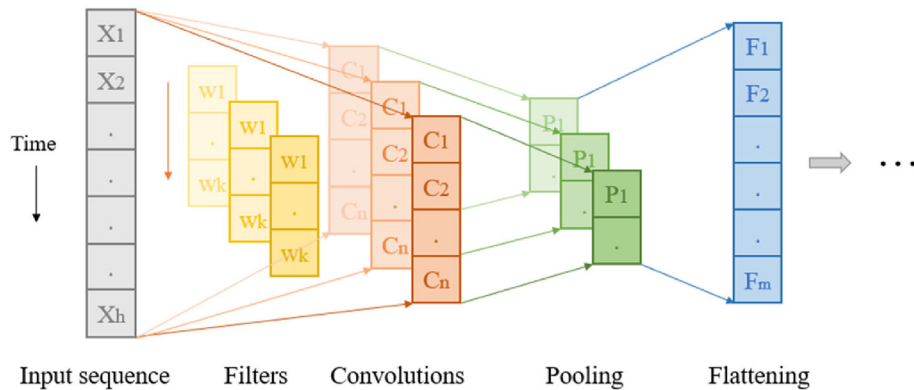 Time
X1
X2
.
.
.
.
Xh
w1
.
wk
w1
.
wk
w1
.
wk
C1
C2
.
Cn
C1
C2
.
Cn
C1
C2
.
Cn
P1
.
P1
.
P1
.
F1
F2
.
.
.
Fm
...
Input sequence
Filters
Convolutions
Pooling
Flattening